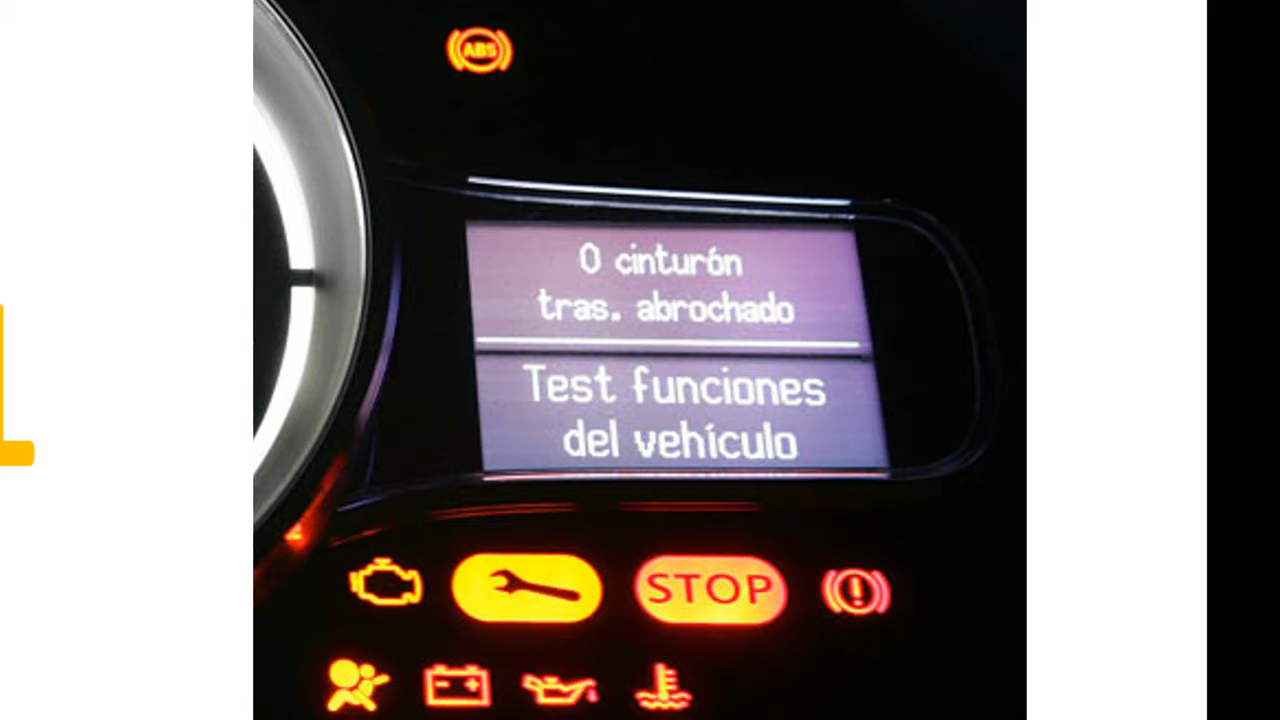 ABS
0 cinturón
tras. abrochado
Test funciones
del vehículo
STOP